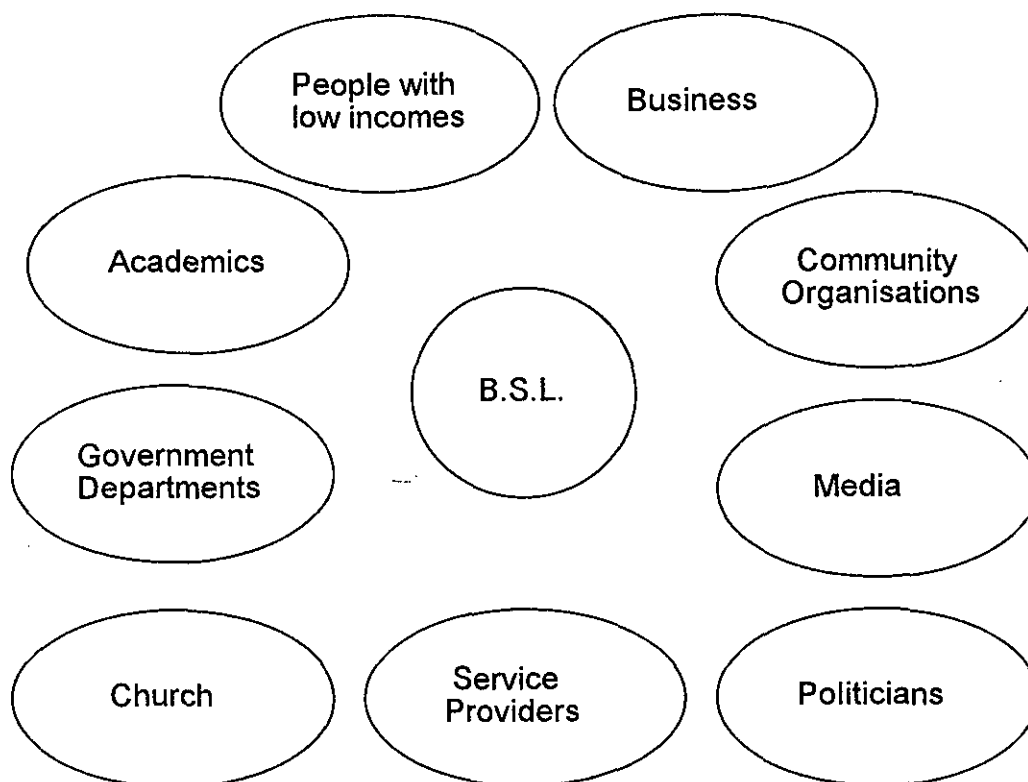 People with
low incomes
Business
Academics
Community
Organisations
B.S.L.
Government
Departments
Media
Church
Service
Providers
Politicians